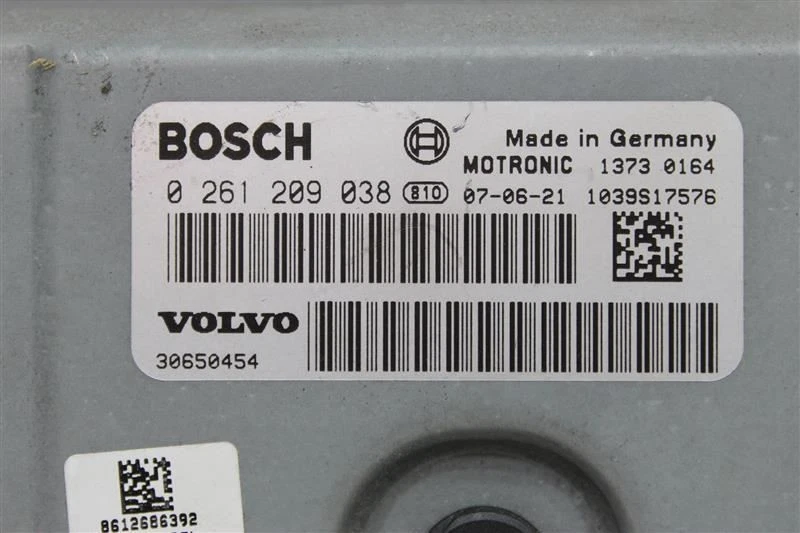 BOSCH Made in Germany
MOTRONIC 1373 0164
0 261 209 038 810 07-06-21 1039S17576
VOLVO
30650454
8612686392